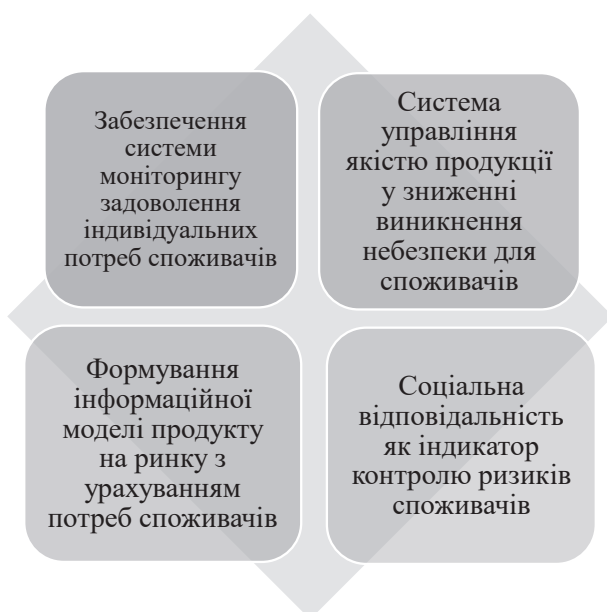 Забезпечення
системи
моніторингу
задоволення
індивідуальних
потреб споживачів
Система
управління
якістю продукції
у зниженні
виникнення
небезпеки для
споживачів
Формування
інформаційної
моделі продукту
на ринку з
урахуванням
потреб споживачів
Соціальна
відповідальність
як індикатор
контролю ризиків
споживачів